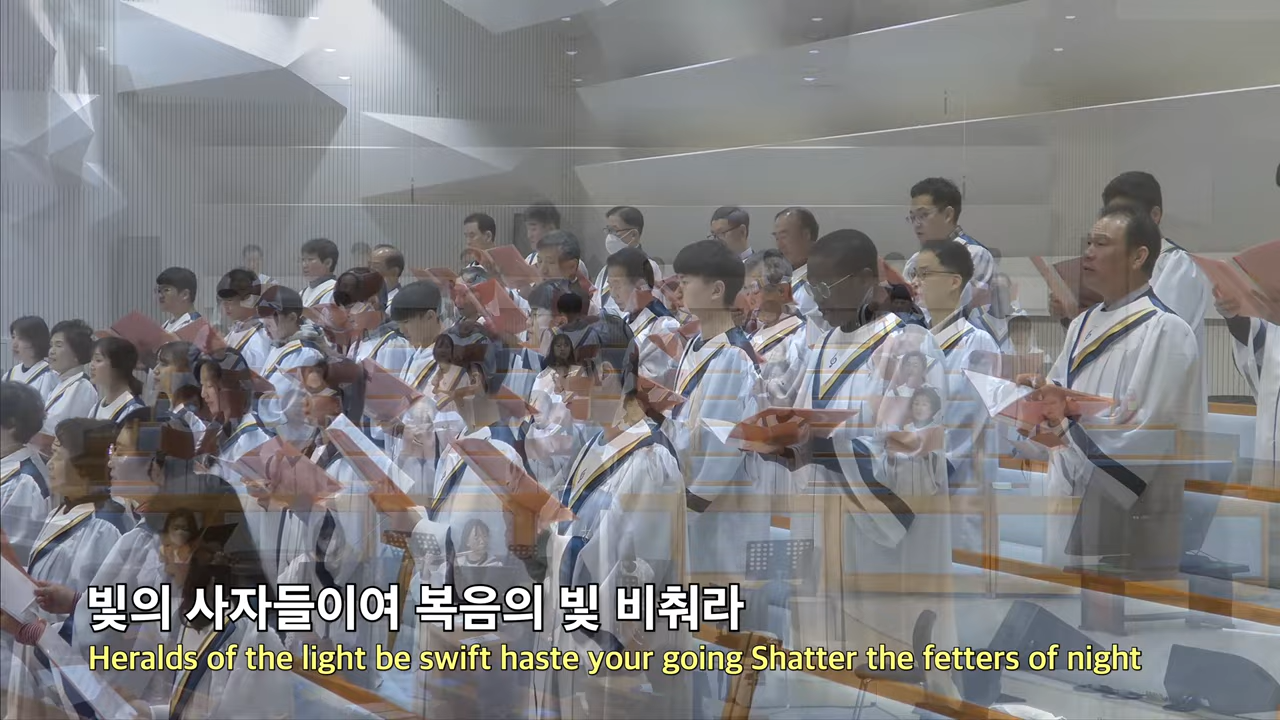 빛의 사자들이여 복음의 빛 비춰라
Heralds of the light be swift haste your going Shatter the fetters of night